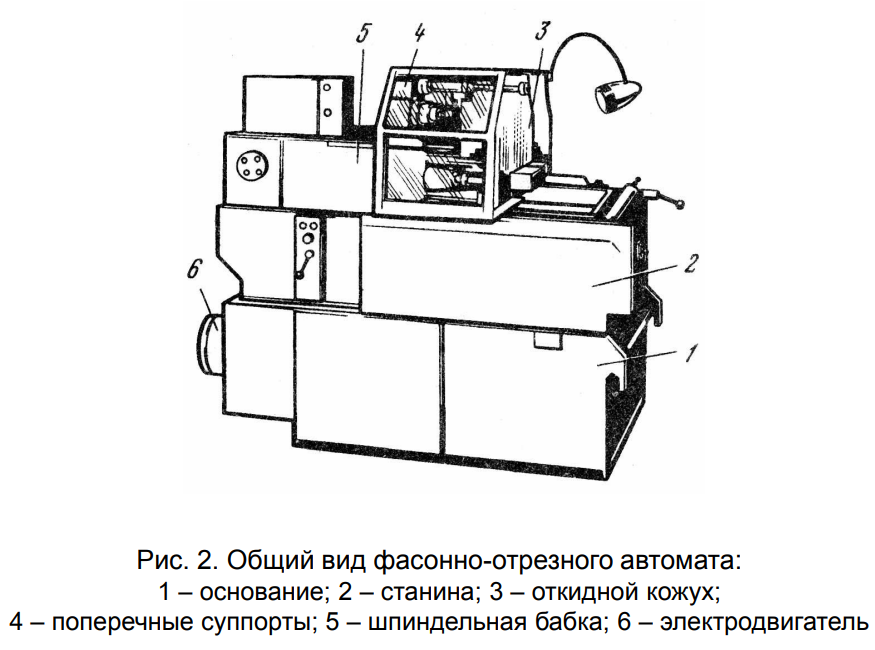 5 4 3
6
2
1
Рис. 2. Общий вид фасонно-отрезного автомата:
1 – основание; 2 – станина; 3 – откидной кожух;
4 – поперечные суппорты; 5 – шпиндельная бабка; 6 – электродвигатель